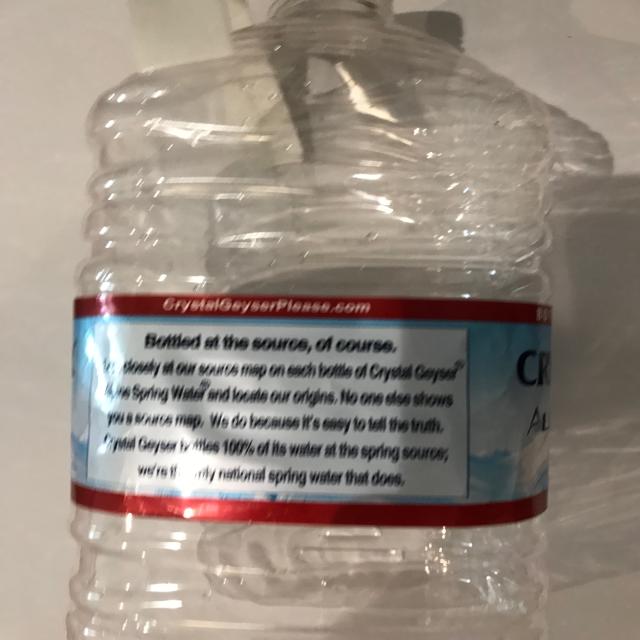 CrystalGeyserPlease.com
Bottled at the source, of course.
closely at our source map on each bottle of Crystal Geyser®
Spring Water® and locate our origins. No one else shows
you a source map. We do because it's easy to tell the truth.
Crystal Geyser bottles 100% of its water at the spring source;
we're the only national spring water that does.
CR
AL